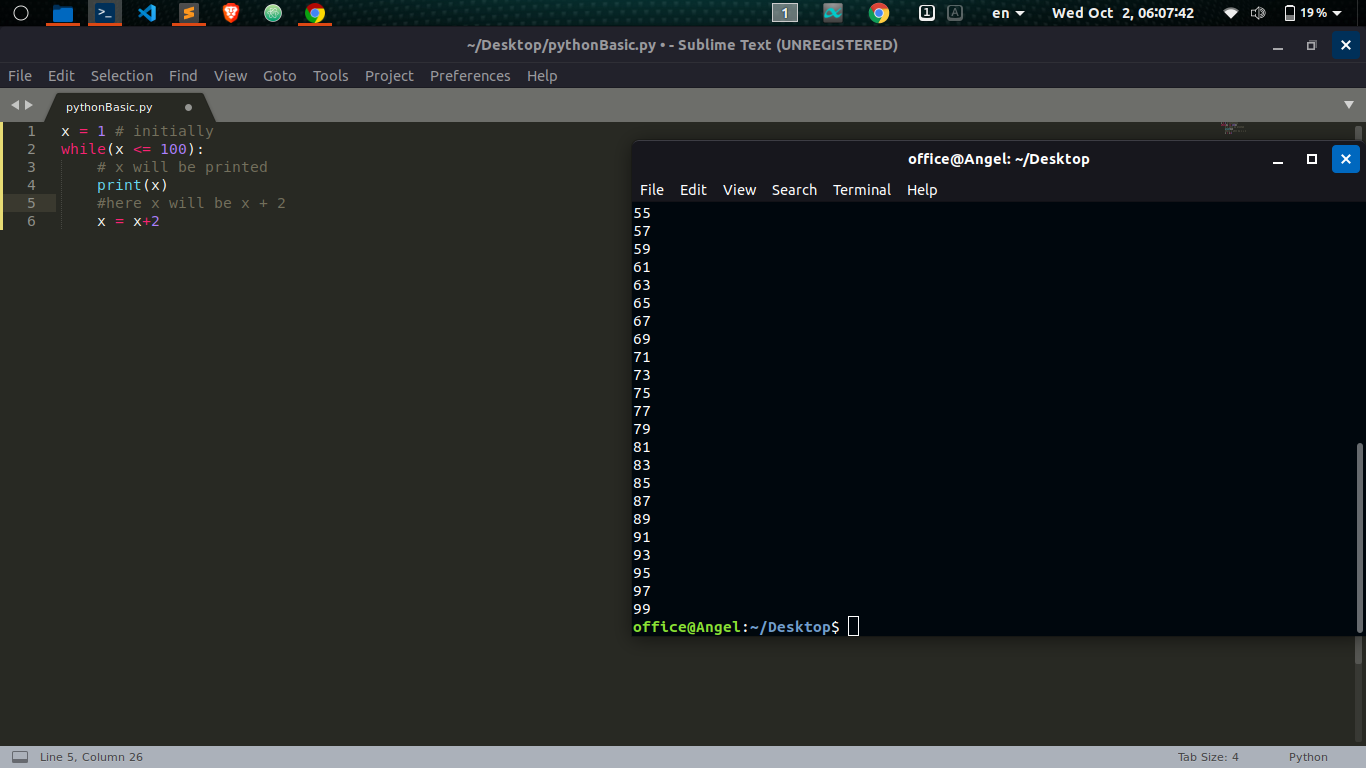 1
1
A
en
Wed Oct 2, 06:07:42
19%
~/Desktop/pythonBasic.py • - Sublime Text (UNREGISTERED)
File Edit Selection Find View Goto Tools Project Preferences Help
pythonBasic.py
1 x = 1 # initially
2 while(x <= 100):
3     # x will be printed
4     print(x)
5     #here x will be x + 2
6     x = x+2
office@Angel: ~/Desktop
File Edit View Search Terminal Help
55
57
59
61
63
65
67
69
71
73
75
77
79
81
83
85
87
89
91
93
95
97
99
office@Angel:~/Desktop$
Line 5, Column 26
Tab Size: 4
Python